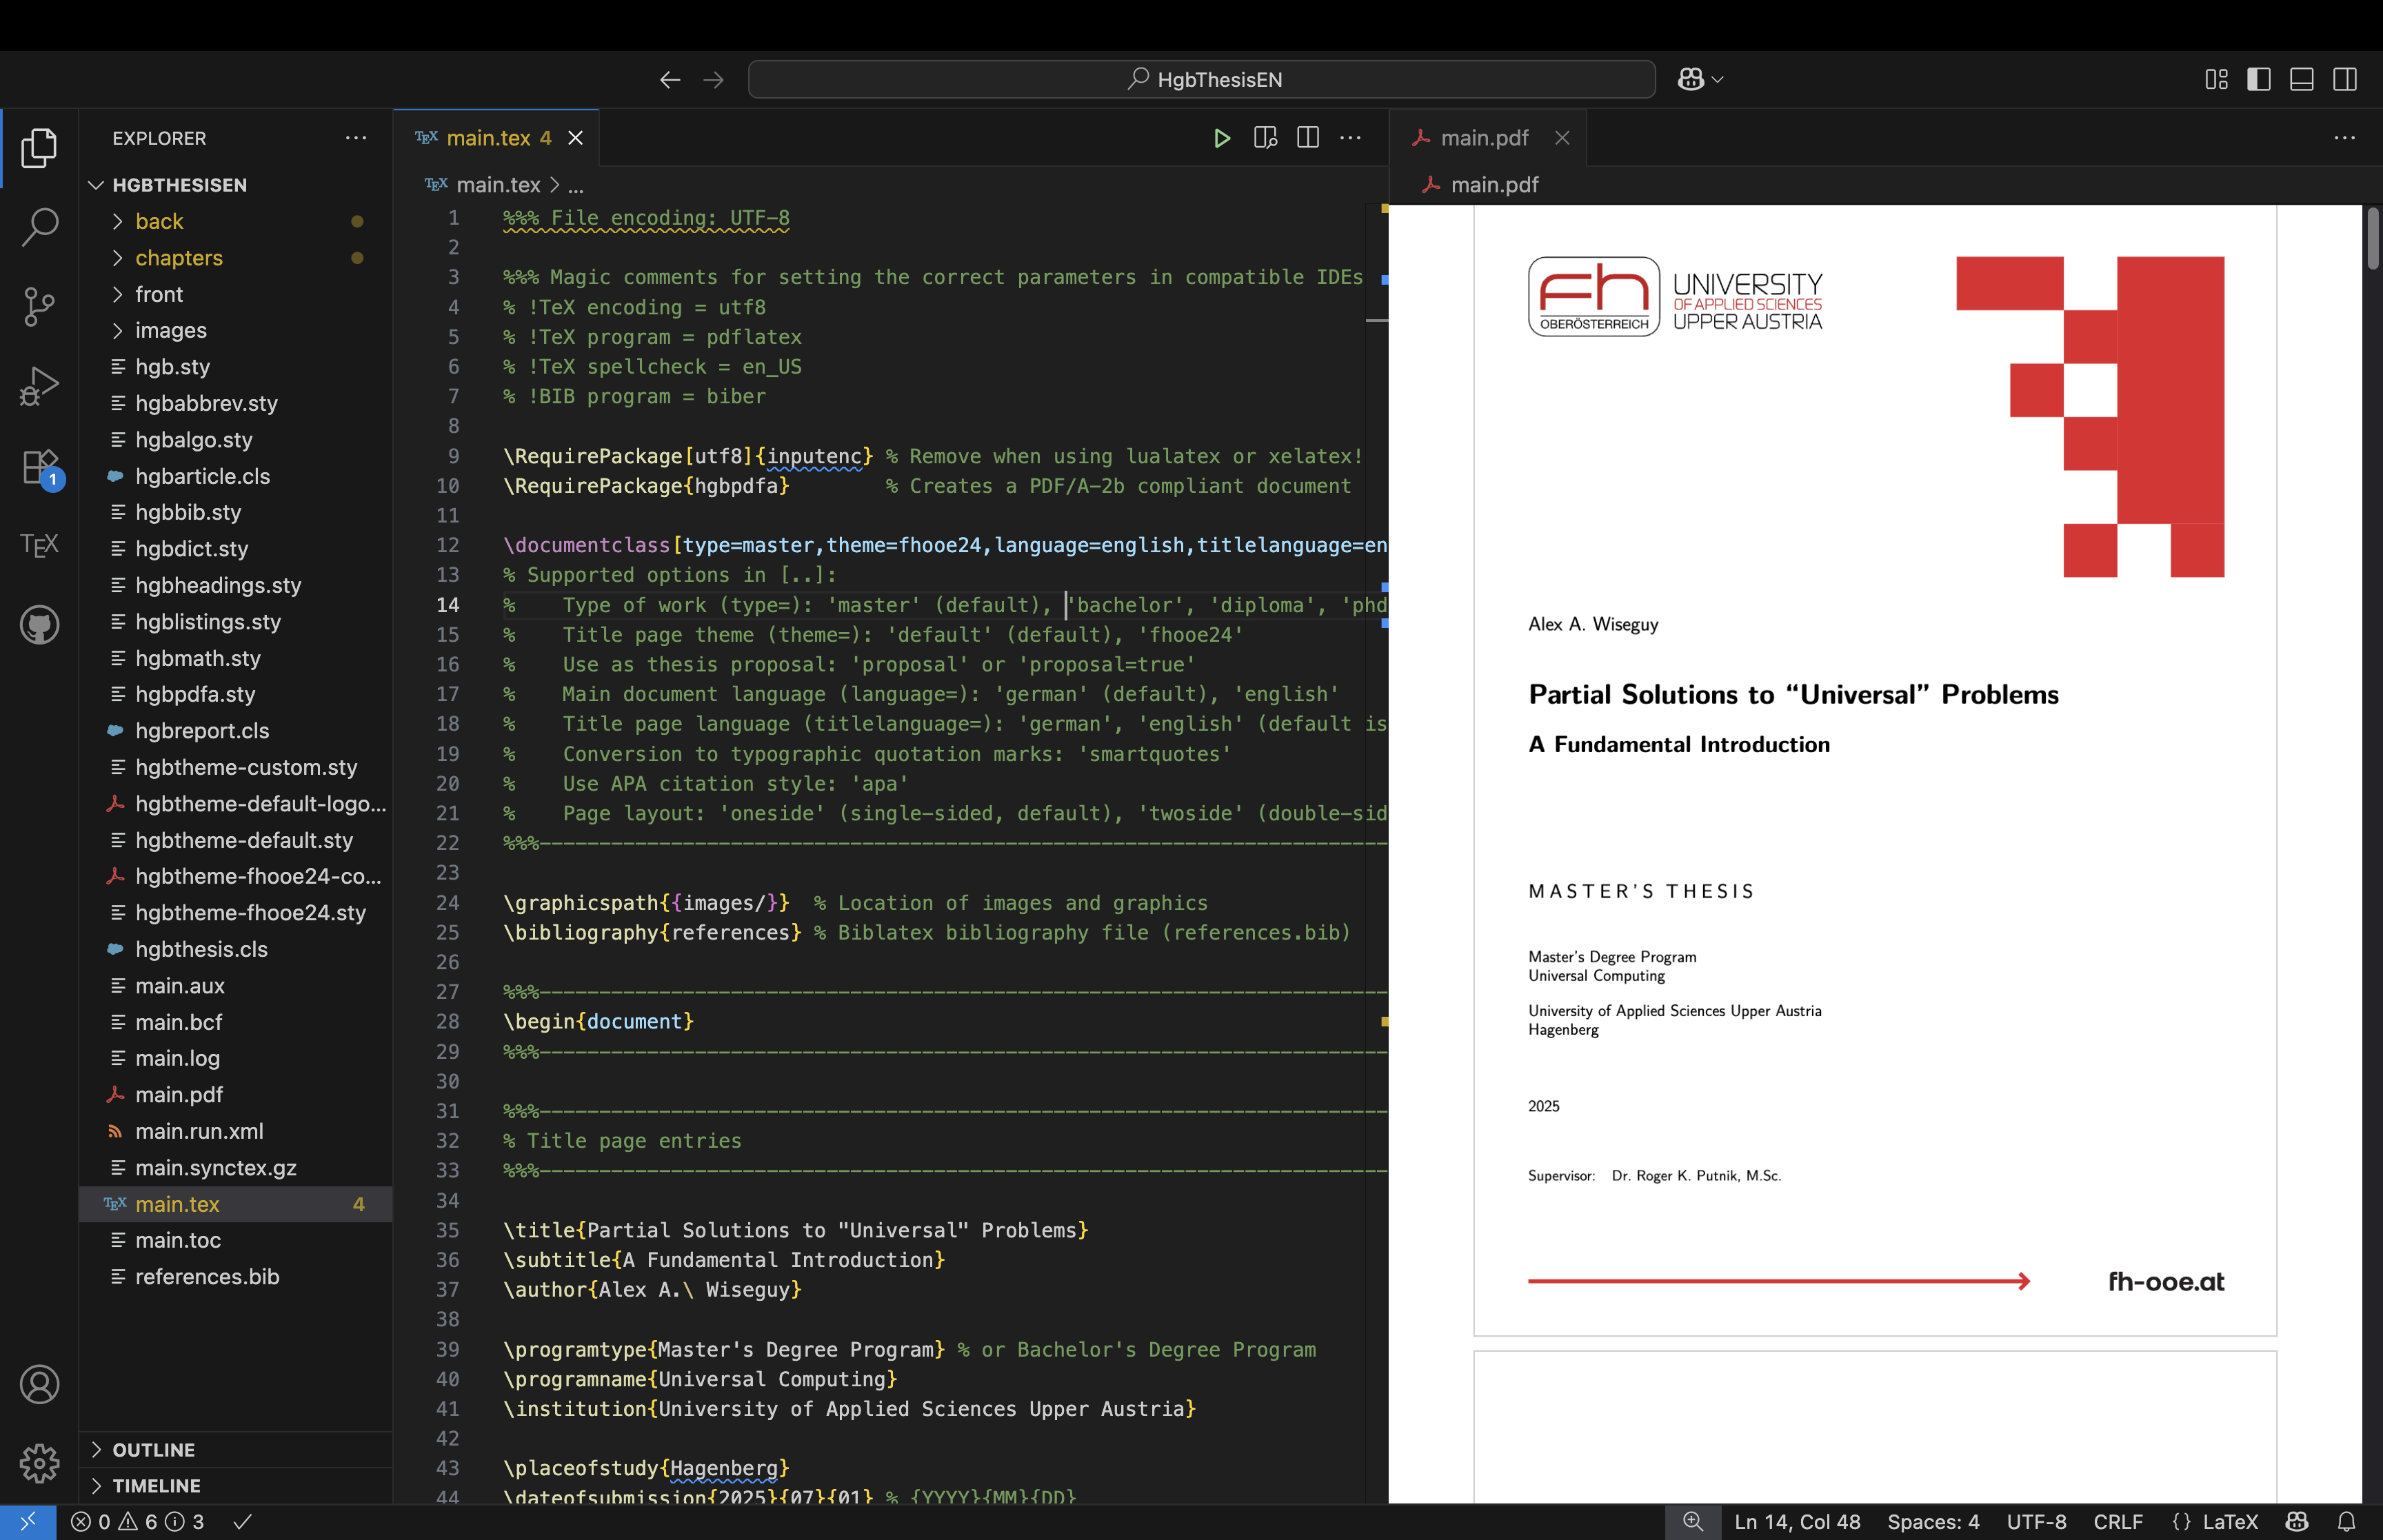 HgbThesisEN
EXPLORER
HGBTHESISEN
back
chapters
front
images
hgb.sty
hgbabbrev.sty
hgbalgo.sty
hgbarticle.cls
hgbbib.sty
hgbdict.sty
hgbheadings.sty
hgblistings.sty
hgbmath.sty
hgbpdfa.sty
hgbreport.cls
hgbtheme-custom.sty
hgbtheme-default-logo...
hgbtheme-default.sty
hgbtheme-fhooe24-co...
hgbtheme-fhooe24.sty
hgbthesis.cls
main.aux
main.bcf
main.log
main.pdf
main.run.xml
main.synctex.gz
TEX main.tex 4
main.toc
references.bib
OUTLINE
TIMELINE
1
TEX
TEX main.tex 4
TEX main.tex > ...
1 %%% File encoding: UTF-8
2
3 %%% Magic comments for setting the correct parameters in compatible IDEs
4 % !TeX encoding = utf8
5 % !TeX program = pdflatex
6 % !TeX spellcheck = en_US
7 % !BIB program = biber
8
9 \RequirePackage[utf8]{inputenc} % Remove when using lualatex or xelatex!
10 \RequirePackage{hgbpdfa}        % Creates a PDF/A-2b compliant document
11
12 \documentclass[type=master,theme=fhooe24,language=english,titlelanguage=en
13 % Supported options in [..]:
14 %    Type of work (type=): 'master' (default), 'bachelor', 'diploma', 'phd
15 %    Title page theme (theme=): 'default' (default), 'fhooe24'
16 %    Use as thesis proposal: 'proposal' or 'proposal=true'
17 %    Main document language (language=): 'german' (default), 'english'
18 %    Title page language (titlelanguage=): 'german', 'english' (default is
19 %    Conversion to typographic quotation marks: 'smartquotes'
20 %    Use APA citation style: 'apa'
21 %    Page layout: 'oneside' (single-sided, default), 'twoside' (double-sid
22 %%%----------------------------------------------------------------------
23
24 \graphicspath{{images/}}  % Location of images and graphics
25 \bibliography{references} % Biblatex bibliography file (references.bib)
26
27 %%%----------------------------------------------------------------------
28 \begin{document}
29 %%%----------------------------------------------------------------------
30
31 %%%----------------------------------------------------------------------
32 % Title page entries
33 %%%----------------------------------------------------------------------
34
35 \title{Partial Solutions to "Universal" Problems}
36 \subtitle{A Fundamental Introduction}
37 \author{Alex A.\ Wiseguy}
38
39 \programtype{Master's Degree Program} % or Bachelor's Degree Program
40 \programname{Universal Computing}
41 \institution{University of Applied Sciences Upper Austria}
42
43 \placeofstudy{Hagenberg}
44 \dateofsubmission{2025}{07}{01} % {YYYY}{MM}{DD}
main.pdf
main.pdf
fh
OBERÖSTERREICH
UNIVERSITY
OF APPLIED SCIENCES
UPPER AUSTRIA
Alex A. Wiseguy
Partial Solutions to “Universal” Problems
A Fundamental Introduction
MASTER'S THESIS
Master's Degree Program
Universal Computing
University of Applied Sciences Upper Austria
Hagenberg
2025
Supervisor: Dr. Roger K. Putnik, M.Sc.
fh-ooe.at
0 6 3
Ln 14, Col 48 Spaces: 4 UTF-8 CRLF {} LaTeX